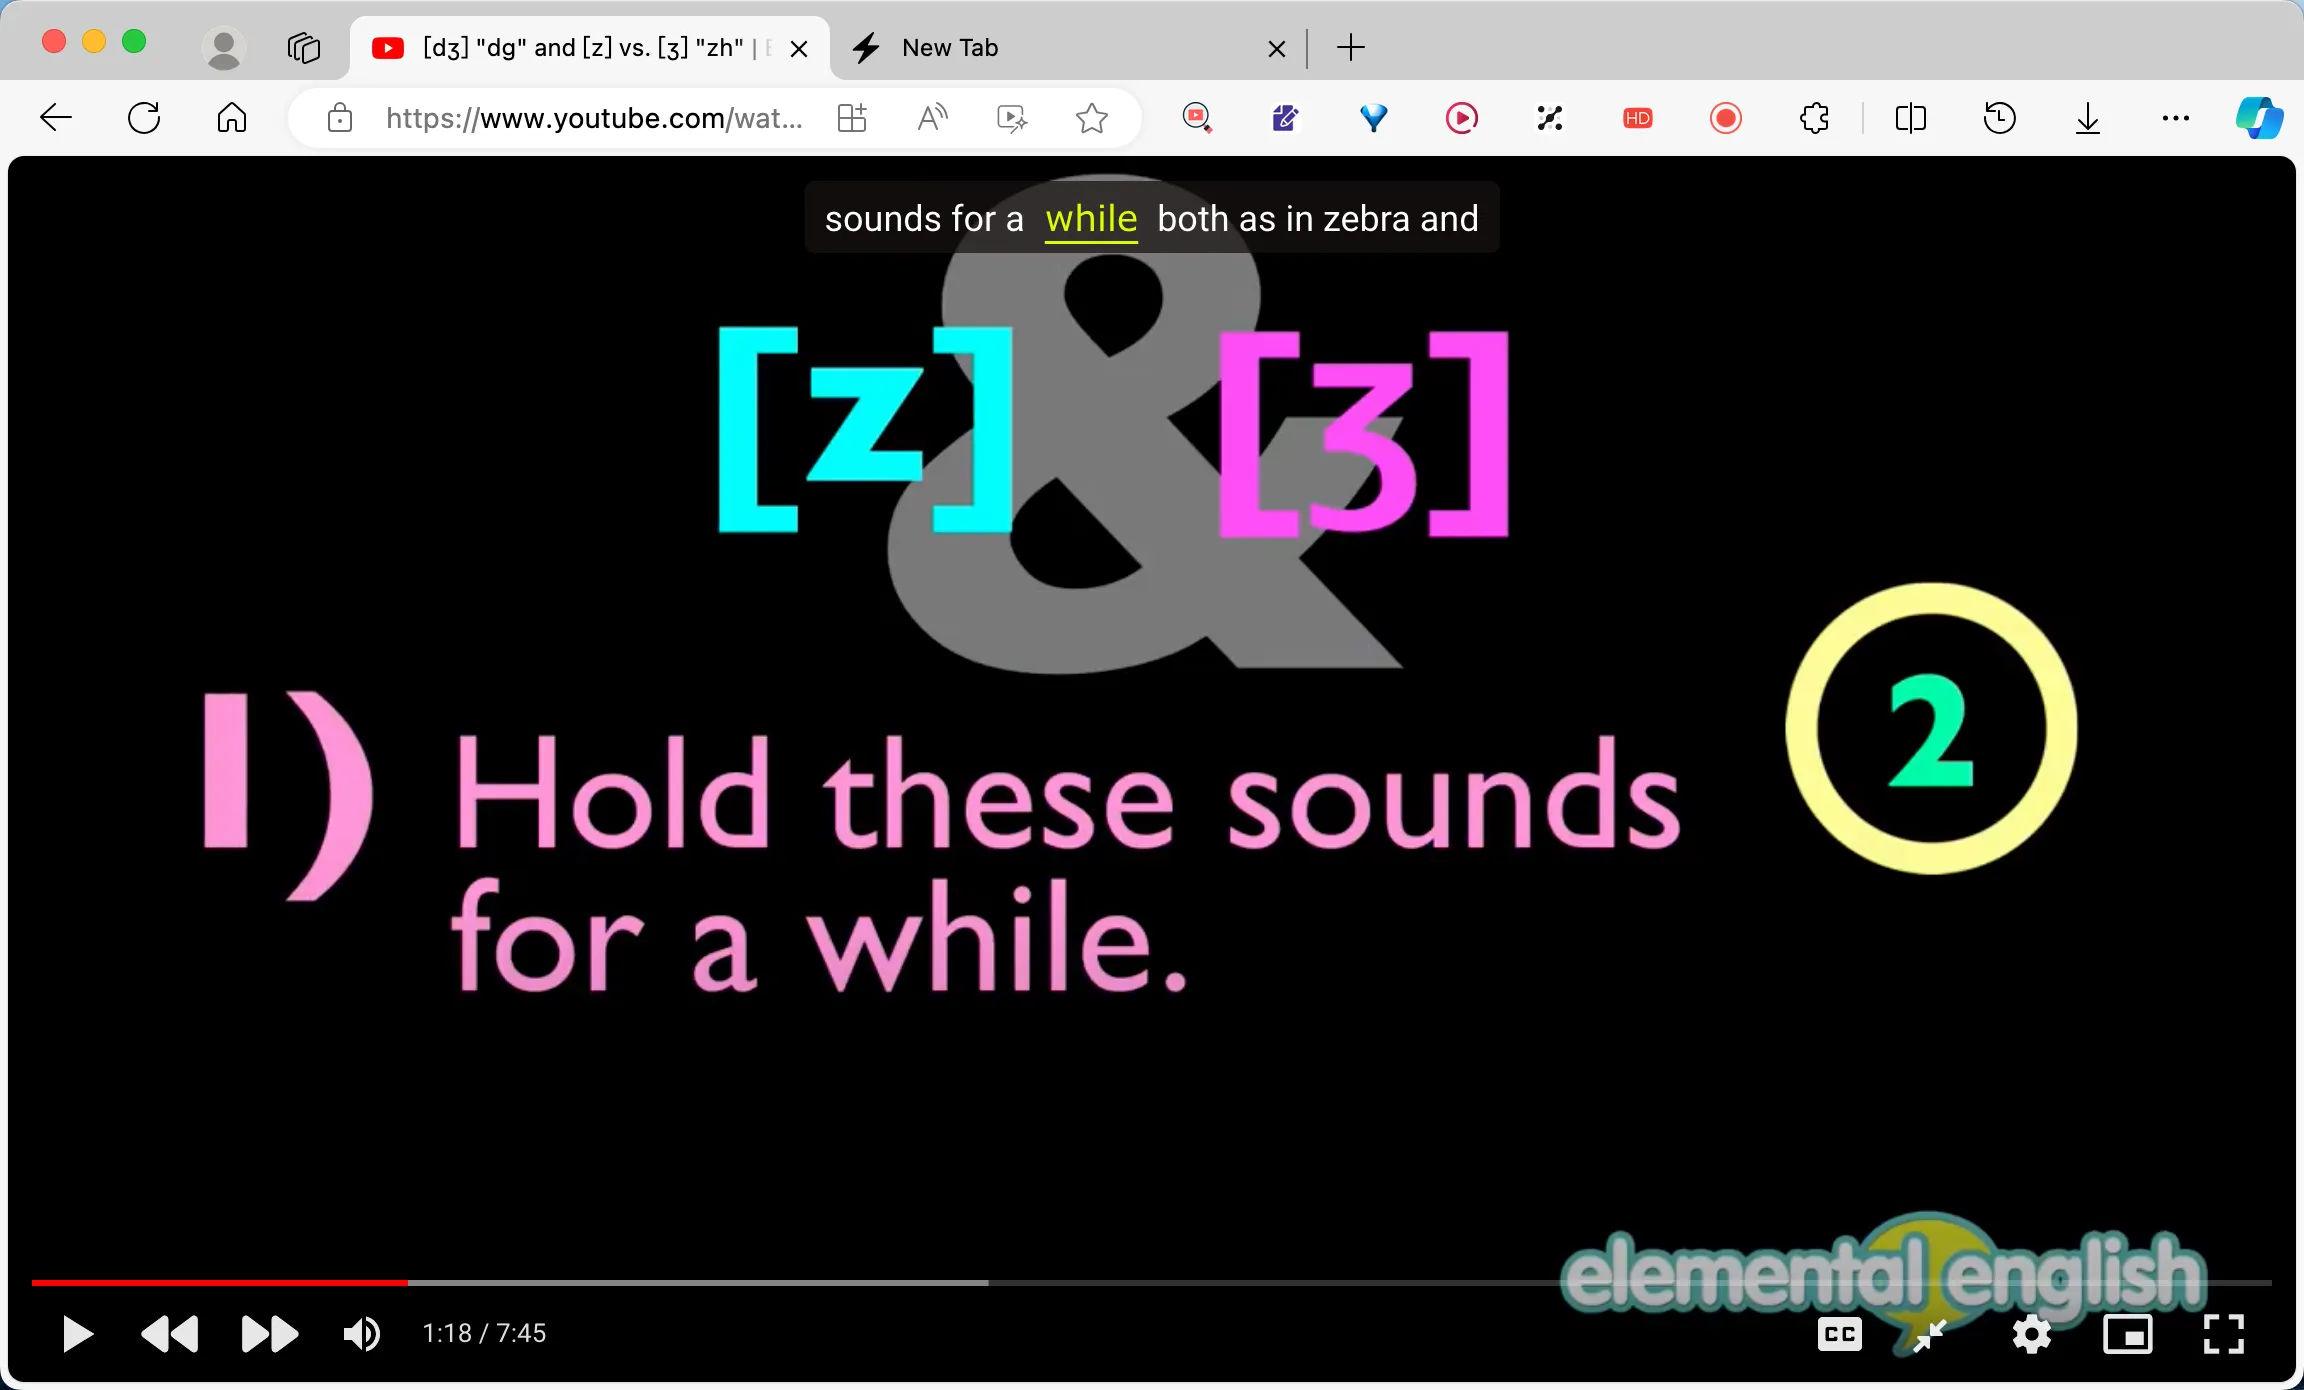 [dʒ] "dg" and [z] vs. [ʒ] "zh" |
New Tab
https://www.youtube.com/wat...
HD
sounds for a while both as in zebra and
&
[z] [ʒ]
1) Hold these sounds
for a while.
2
elemental english
1:18 / 7:45
CC